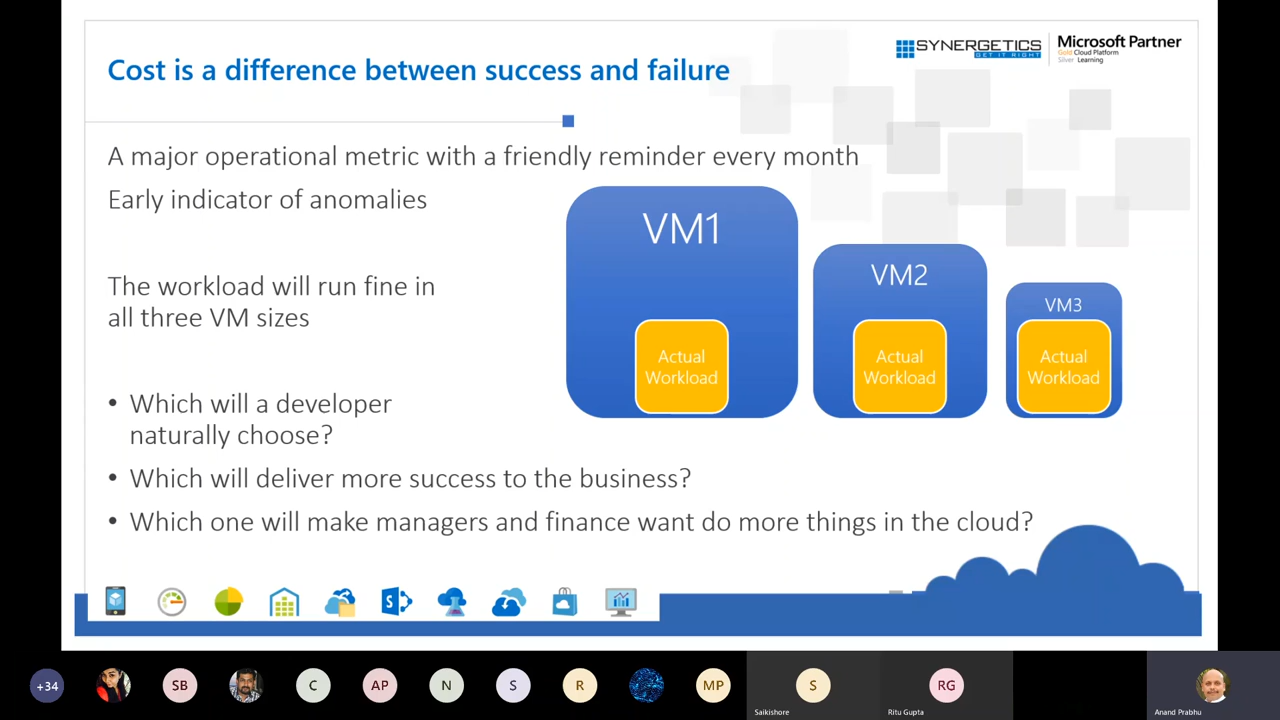 Cost is a difference between success and failure
SYNERGETICS
GET IT RIGHT
Microsoft Partner
Gold Cloud Platform
Silver Learning
A major operational metric with a friendly reminder every month
Early indicator of anomalies
The workload will run fine in
all three VM sizes
• Which will a developer
naturally choose?
• Which will deliver more success to the business?
• Which one will make managers and finance want do more things in the cloud?
VM1
Actual
Workload
VM2
Actual
Workload
VM3
Actual
Workload
S
+34
SB
C
AP
N
S
R
MP
S
Saikishore
RG
Ritu Gupta
Anand Prabhu